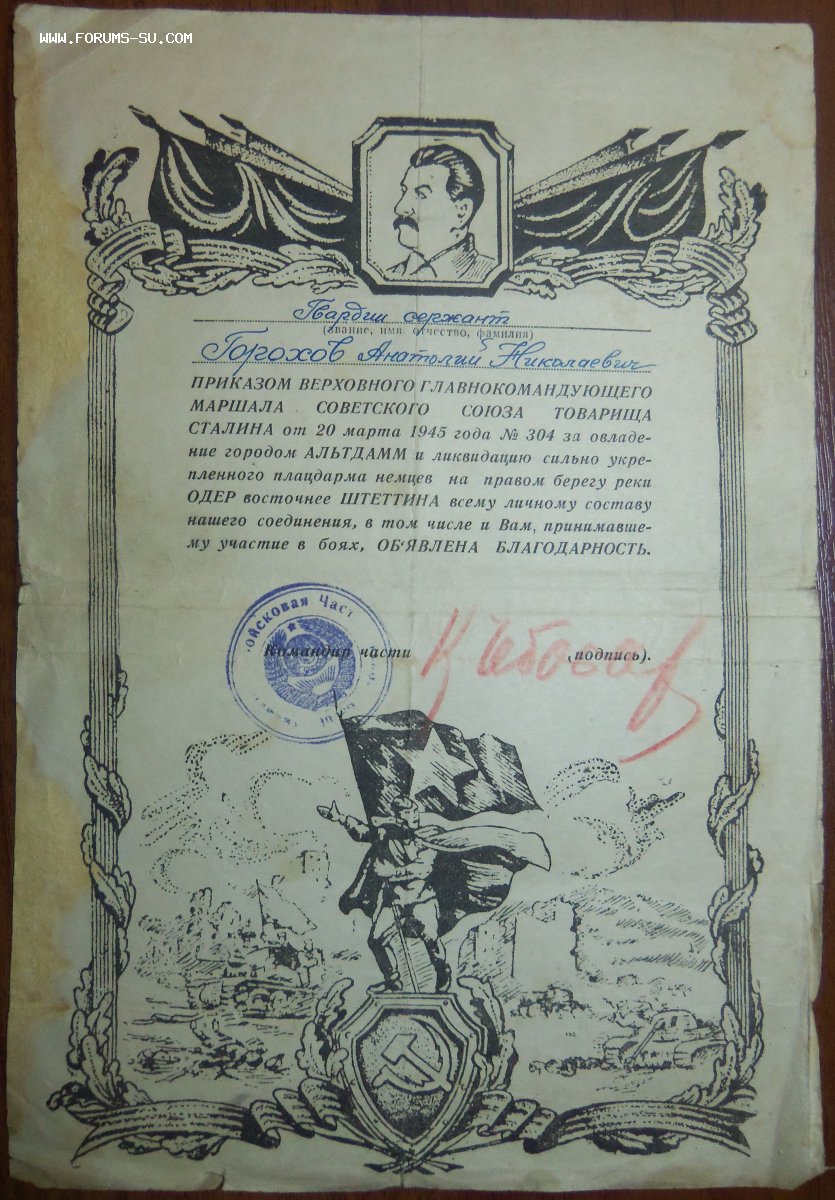 WWW.FORUMS-SU.COM
Гвардии сержант
(звание, имя отчество, фамилия)
Горохов Анатолий Николаевич
ПРИКАЗОМ ВЕРХОВНОГО ГЛАВНОКОМАНДУЮЩЕГО
МАРШАЛА СОВЕТСКОГО СОЮЗА ТОВАРИЩА
СТАЛИНА от 20 марта 1945 года № 304 за овладе-
ние городом АЛЬТДАММ и ликвидацию сильно укре-
пленного плацдарма немцев на правом берегу реки
ОДЕР восточнее ШТЕТТИНА всему личному составу
нашего соединения, в том числе и Вам, принимавше-
му участие в боях, ОБ‘ЯВЛЕНА БЛАГОДАРНОСТЬ.
ойсковая Част
Командир части (подпись).